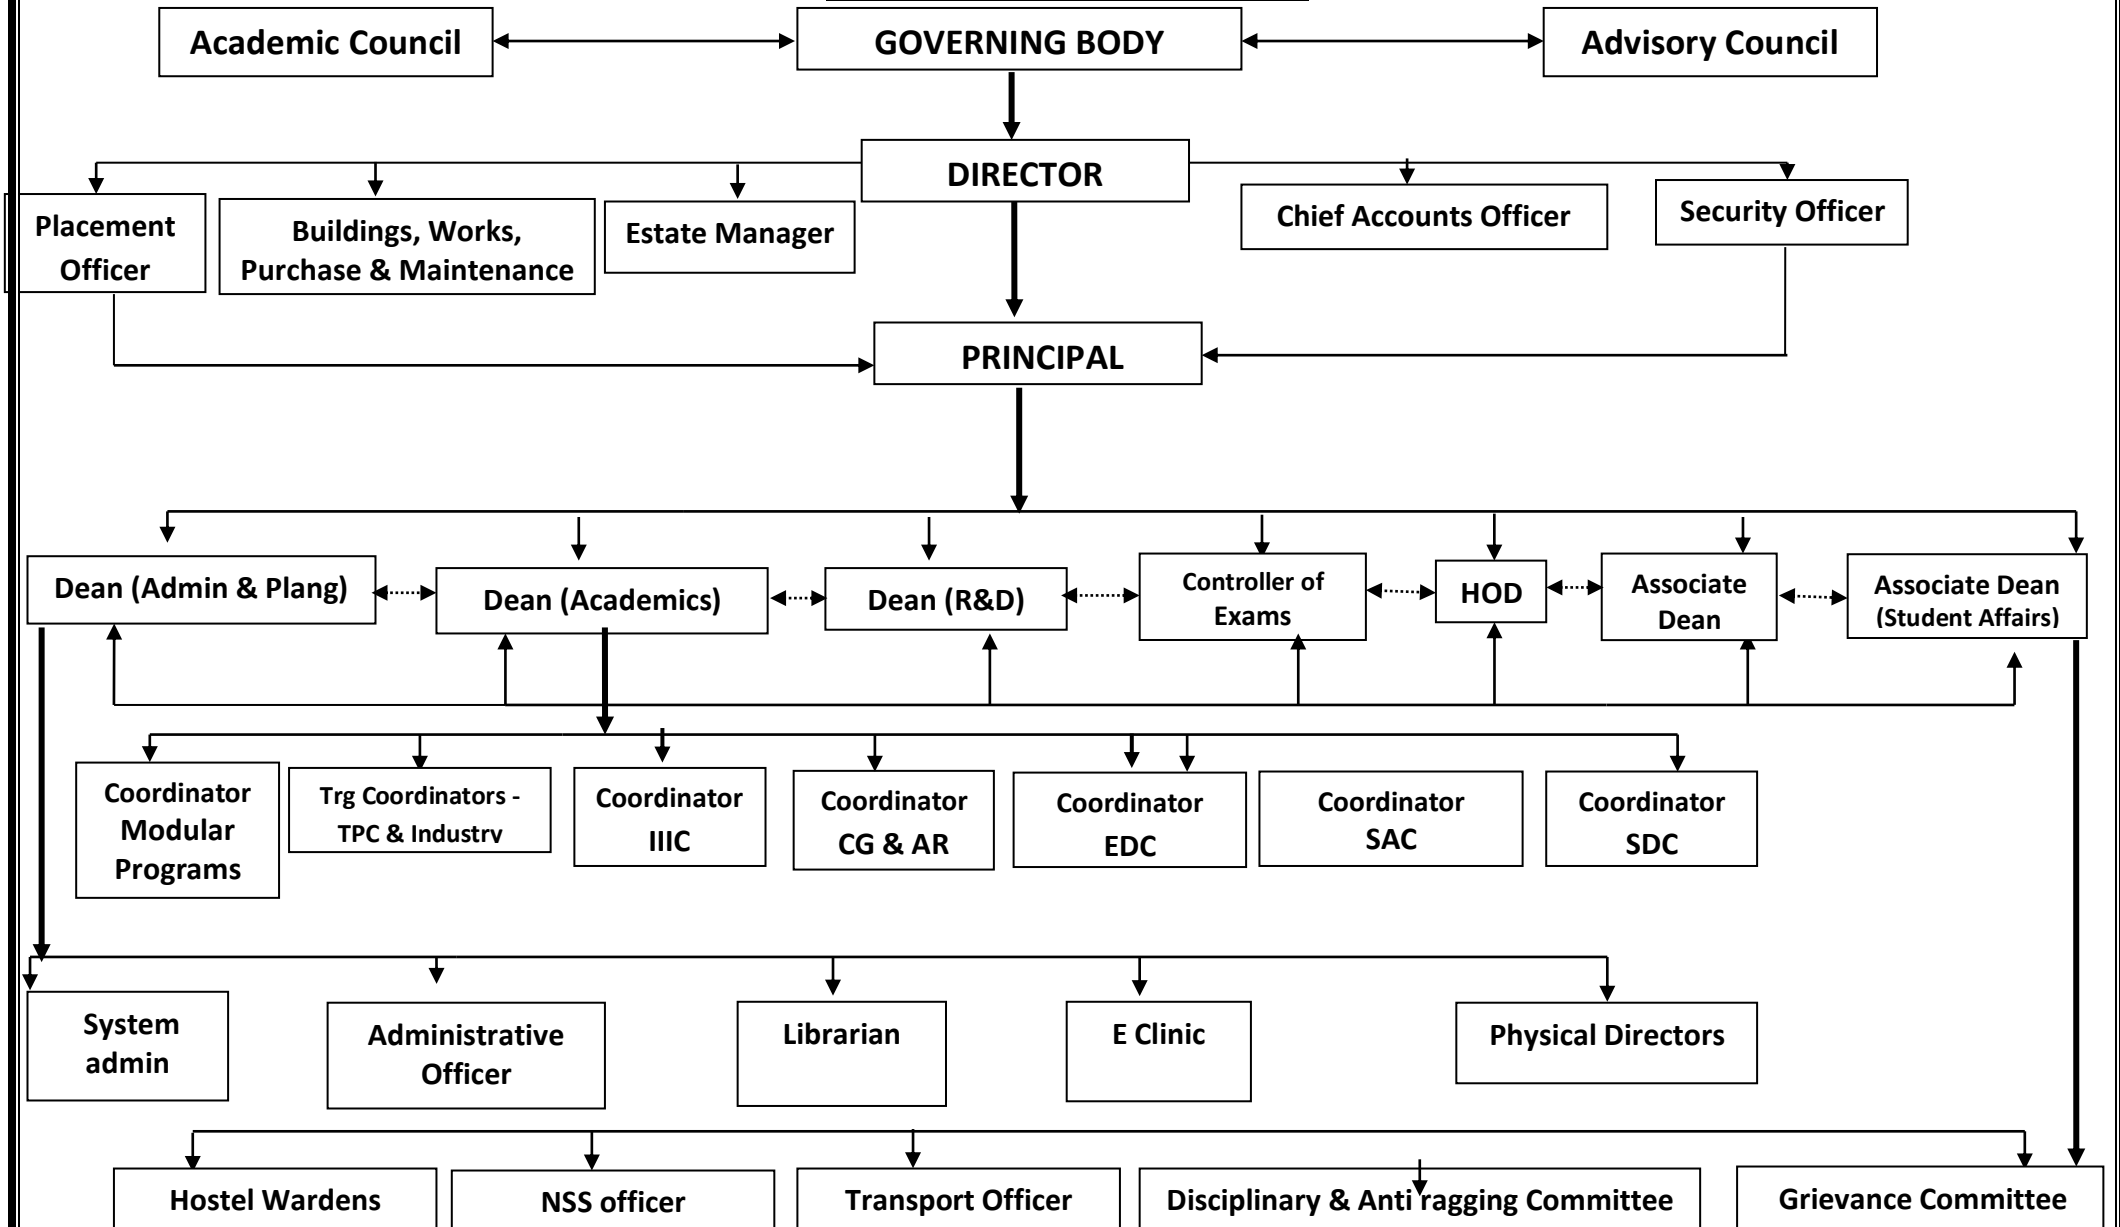 Academic Council
GOVERNING BODY
Advisory Council
DIRECTOR
Placement
Officer
Buildings, Works,
Purchase & Maintenance
Estate Manager
Chief Accounts Officer
Security Officer
PRINCIPAL
Dean (Admin & Plang)
Dean (Academics)
Dean (R&D)
Controller of
Exams
HOD
Associate
Dean
Associate Dean
(Student Affairs)
Coordinator
Modular
Programs
Trg Coordinators -
TPC & Industry
Coordinator
IIIC
Coordinator
CG & AR
Coordinator
EDC
Coordinator
SAC
Coordinator
SDC
System
admin
Administrative
Officer
Librarian
E Clinic
Physical Directors
Hostel Wardens
NSS officer
Transport Officer
Disciplinary & Anti ragging Committee
Grievance Committee